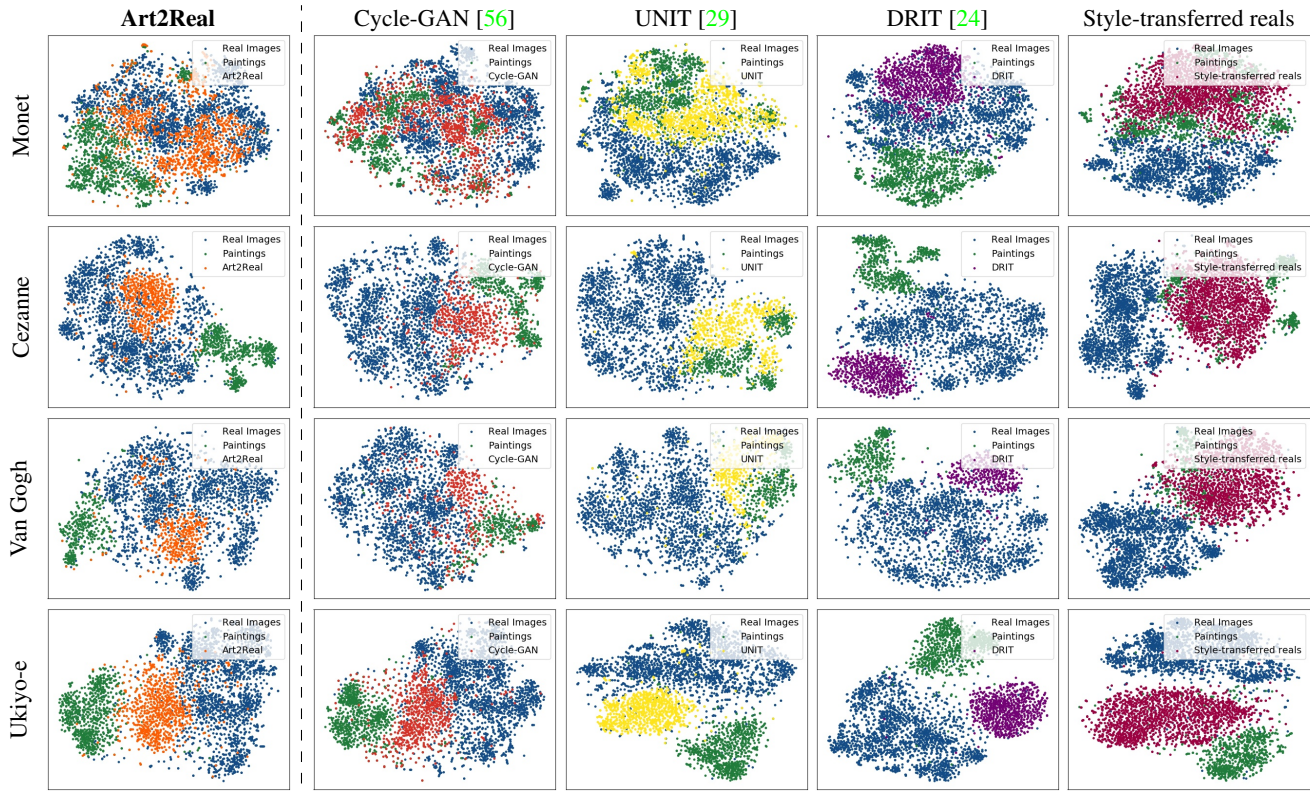 Art2Real Cycle-GAN [56] UNIT [29] DRIT [24] Style-transferred reals
Monet
Real Images
Paintings
Art2Real
Real Images
Paintings
Cycle-GAN
Real Images
Paintings
UNIT
Real Images
Paintings
DRIT
Real Images
Paintings
Style-transferred reals
Cezanne
Real Images
Paintings
Art2Real
Real Images
Paintings
Cycle-GAN
Real Images
Paintings
UNIT
Real Images
Paintings
DRIT
Real Images
Paintings
Style-transferred reals
Van Gogh
Real Images
Paintings
Art2Real
Real Images
Paintings
Cycle-GAN
Real Images
Paintings
UNIT
Real Images
Paintings
DRIT
Real Images
Paintings
Style-transferred reals
Ukiyo-e
Real Images
Paintings
Art2Real
Real Images
Paintings
Cycle-GAN
Real Images
Paintings
UNIT
Real Images
Paintings
DRIT
Real Images
Paintings
Style-transferred reals